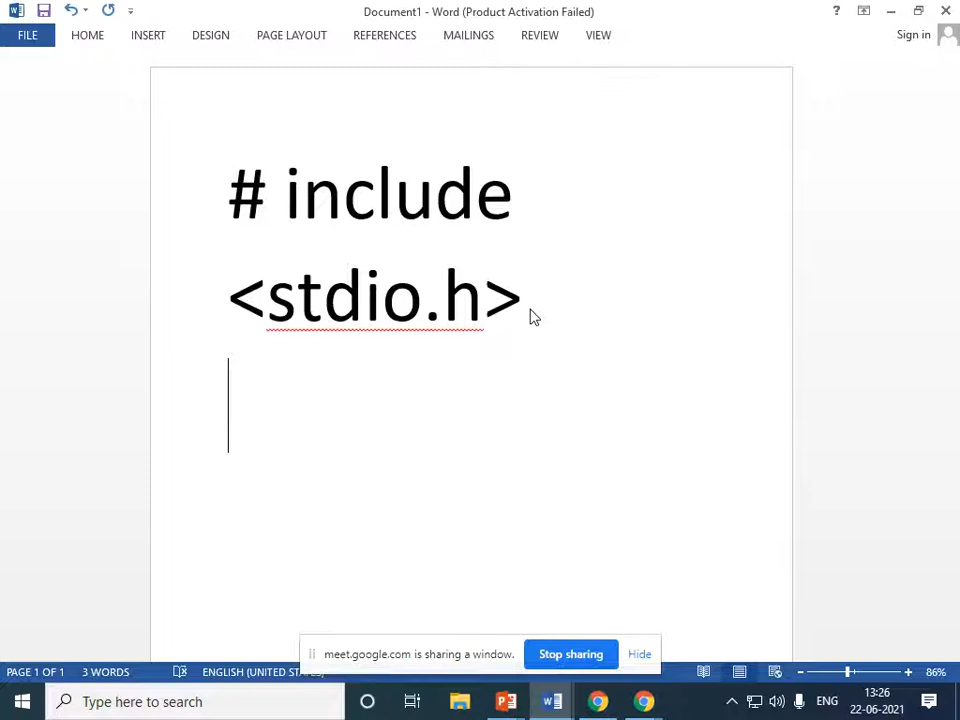 Document1 - Word (Product Activation Failed)
?
FILE HOME INSERT DESIGN PAGE LAYOUT REFERENCES MAILINGS REVIEW VIEW Sign in
# include
<stdio.h>
meet.google.com is sharing a window. Stop sharing Hide
PAGE 1 OF 1 3 WORDS ENGLISH (UNITED STATES) 86%
Type here to search
ENG
13:26
22-06-2021